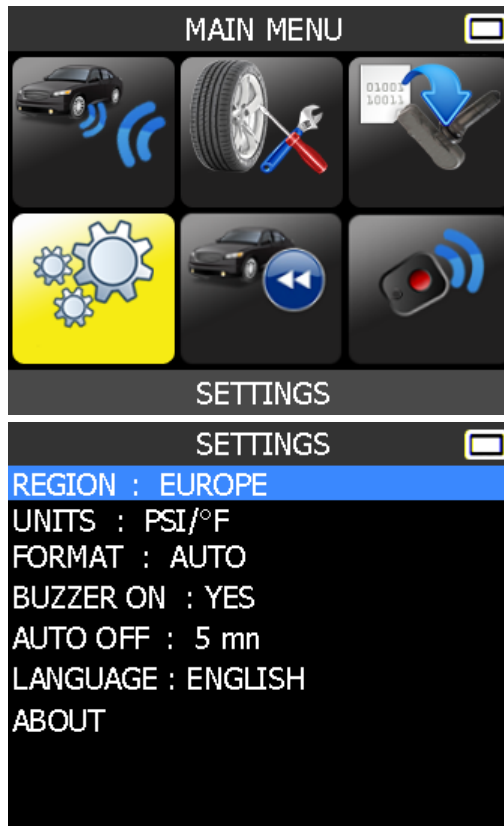 MAIN MENU
01001
10011
SETTINGS
SETTINGS
REGION : EUROPE
UNITS : PSI/°F
FORMAT : AUTO
BUZZER ON : YES
AUTO OFF : 5 mn
LANGUAGE : ENGLISH
ABOUT